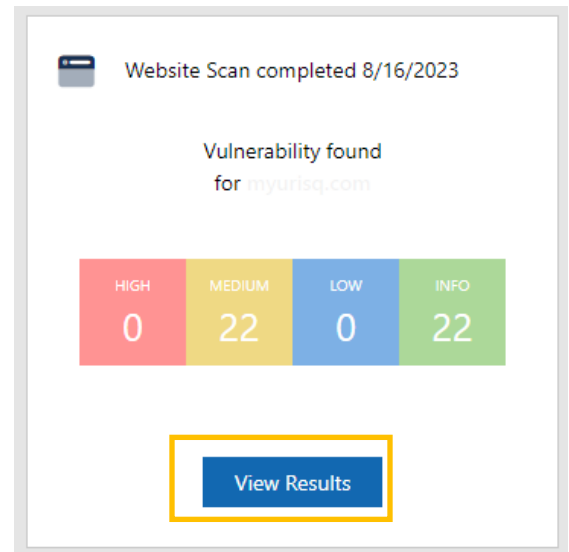 Website Scan completed 8/16/2023
Vulnerability found
for myurisq.com
HIGH MEDIUM LOW INFO
0 22 0 22
View Results